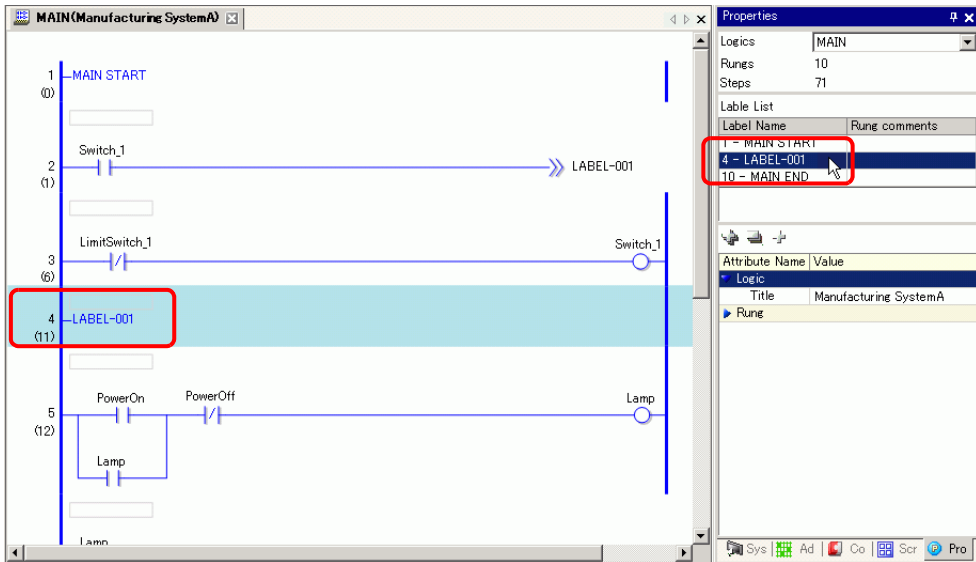 MAIN(Manufacturing SystemA)
1 MAIN START
(0)
Switch_1
2 LABEL-001
(1)
LimitSwitch_1 Switch_1
3
(6)
4 LABEL-001
(11)
PowerOn PowerOff Lamp
5
(12)
Lamp
Lamp
Properties
Logics MAIN
Rungs 10
Steps 71
Lable List
Label Name Rung comments
1 - MAIN START
4 - LABEL-001
10 - MAIN END
Attribute Name Value
Logic
Title Manufacturing SystemA
Rung
Sys Ad Co Scr Pro